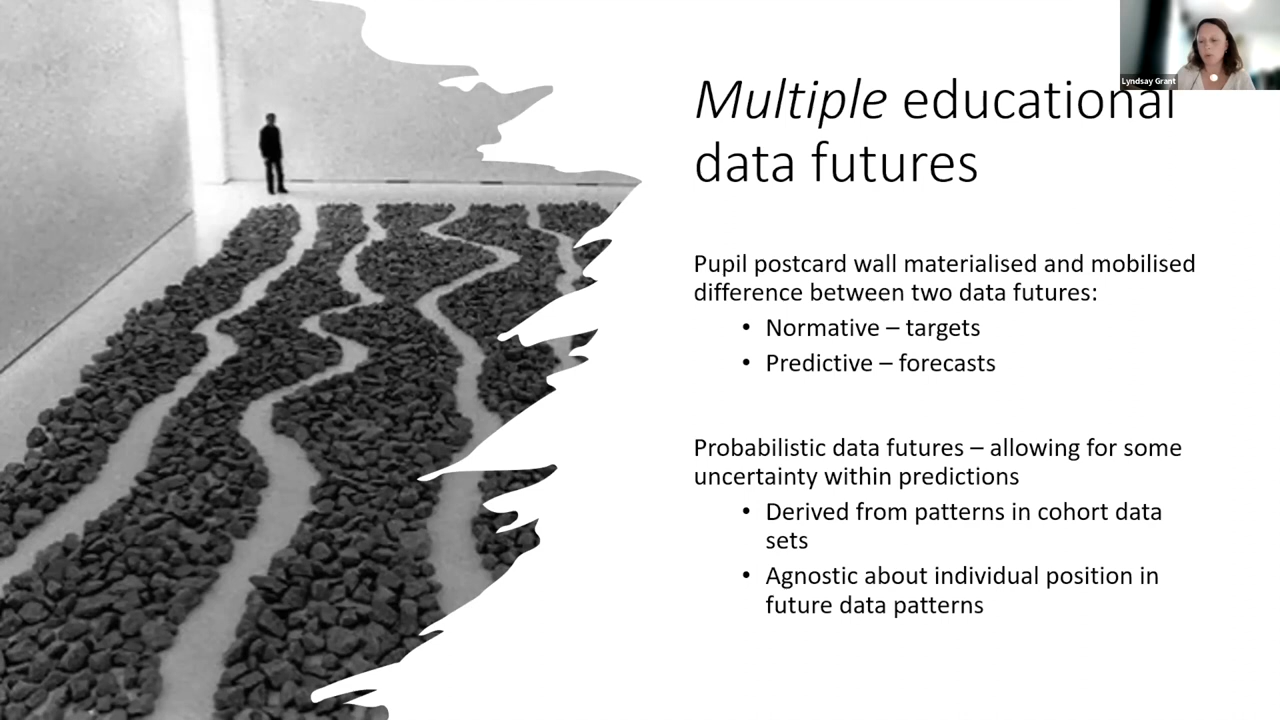 Lyndsay Grant
Multiple educational
data futures
Pupil postcard wall materialised and mobilised
difference between two data futures:
• Normative – targets
• Predictive – forecasts
Probabilistic data futures – allowing for some
uncertainty within predictions
• Derived from patterns in cohort data
sets
• Agnostic about individual position in
future data patterns